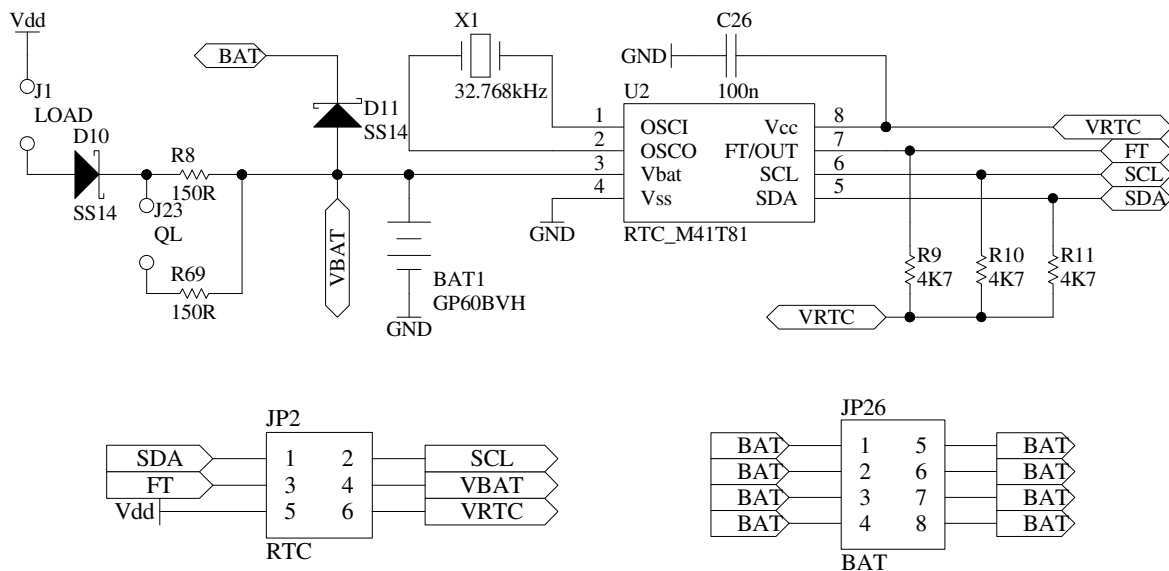 Vdd
J1
LOAD
D10
SS14
R8
150R
J23
QL
R69
150R
BAT
D11
SS14
VBAT
BAT1
GP60BVH
GND
X1
32.768kHz
GND
C26
100n
U2
1 OSCI Vcc 8
2 OSCO FT/OUT 7
3 Vbat SCL 6
4 Vss SDA 5
RTC_M41T81
GND
VRTC
FT
SCL
SDA
R9
4K7
R10
4K7
R11
4K7
VRTC
JP2
SDA 1 2 SCL
FT 3 4 VBAT
Vdd 5 6 VRTC
RTC
JP26
BAT 1 5 BAT
BAT 2 6 BAT
BAT 3 7 BAT
BAT 4 8 BAT
BAT